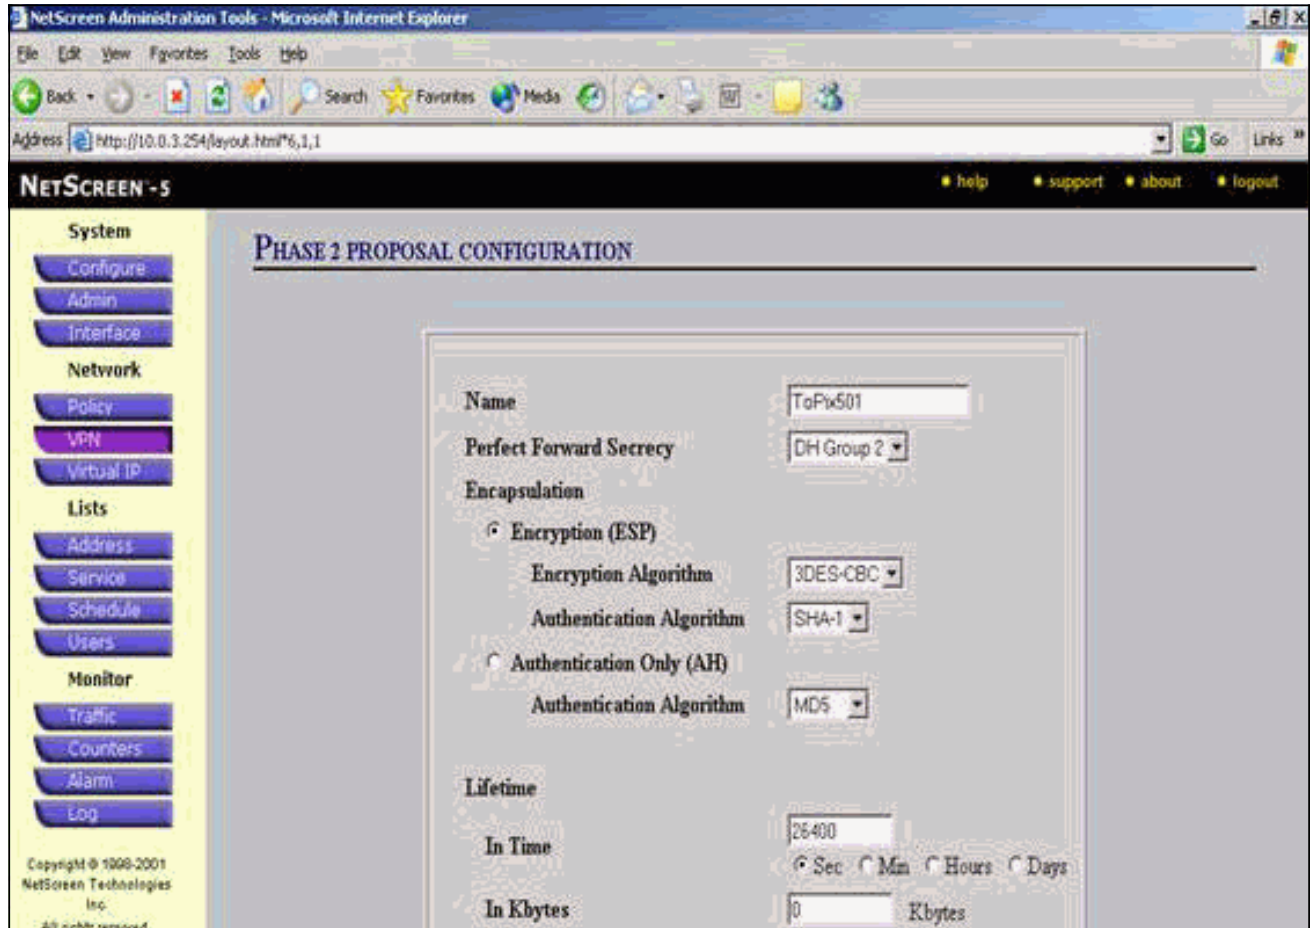 NetScreen Administration Tools - Microsoft Internet Explorer
File Edit View Favorites Tools Help
Back Search Favorites Media
Address http://10.0.3.254/layout.html*6,1,1 Go Links »
NETSCREEN-5
help support about logout
System
Configure
Admin
Interface
Network
Policy
VPN
Virtual IP
Lists
Address
Service
Schedule
Users
Monitor
Traffic
Counters
Alarm
Log
Copyright © 1998-2001
NetScreen Technologies
Inc.
All rights reserved
PHASE 2 PROPOSAL CONFIGURATION
Name ToPix501
Perfect Forward Secrecy DH Group 2
Encapsulation
Encryption (ESP)
Encryption Algorithm 3DES-CBC
Authentication Algorithm SHA-1
Authentication Only (AH)
Authentication Algorithm MD5
Lifetime
In Time 26400
Sec Min Hours Days
In Kbytes 0 Kbytes